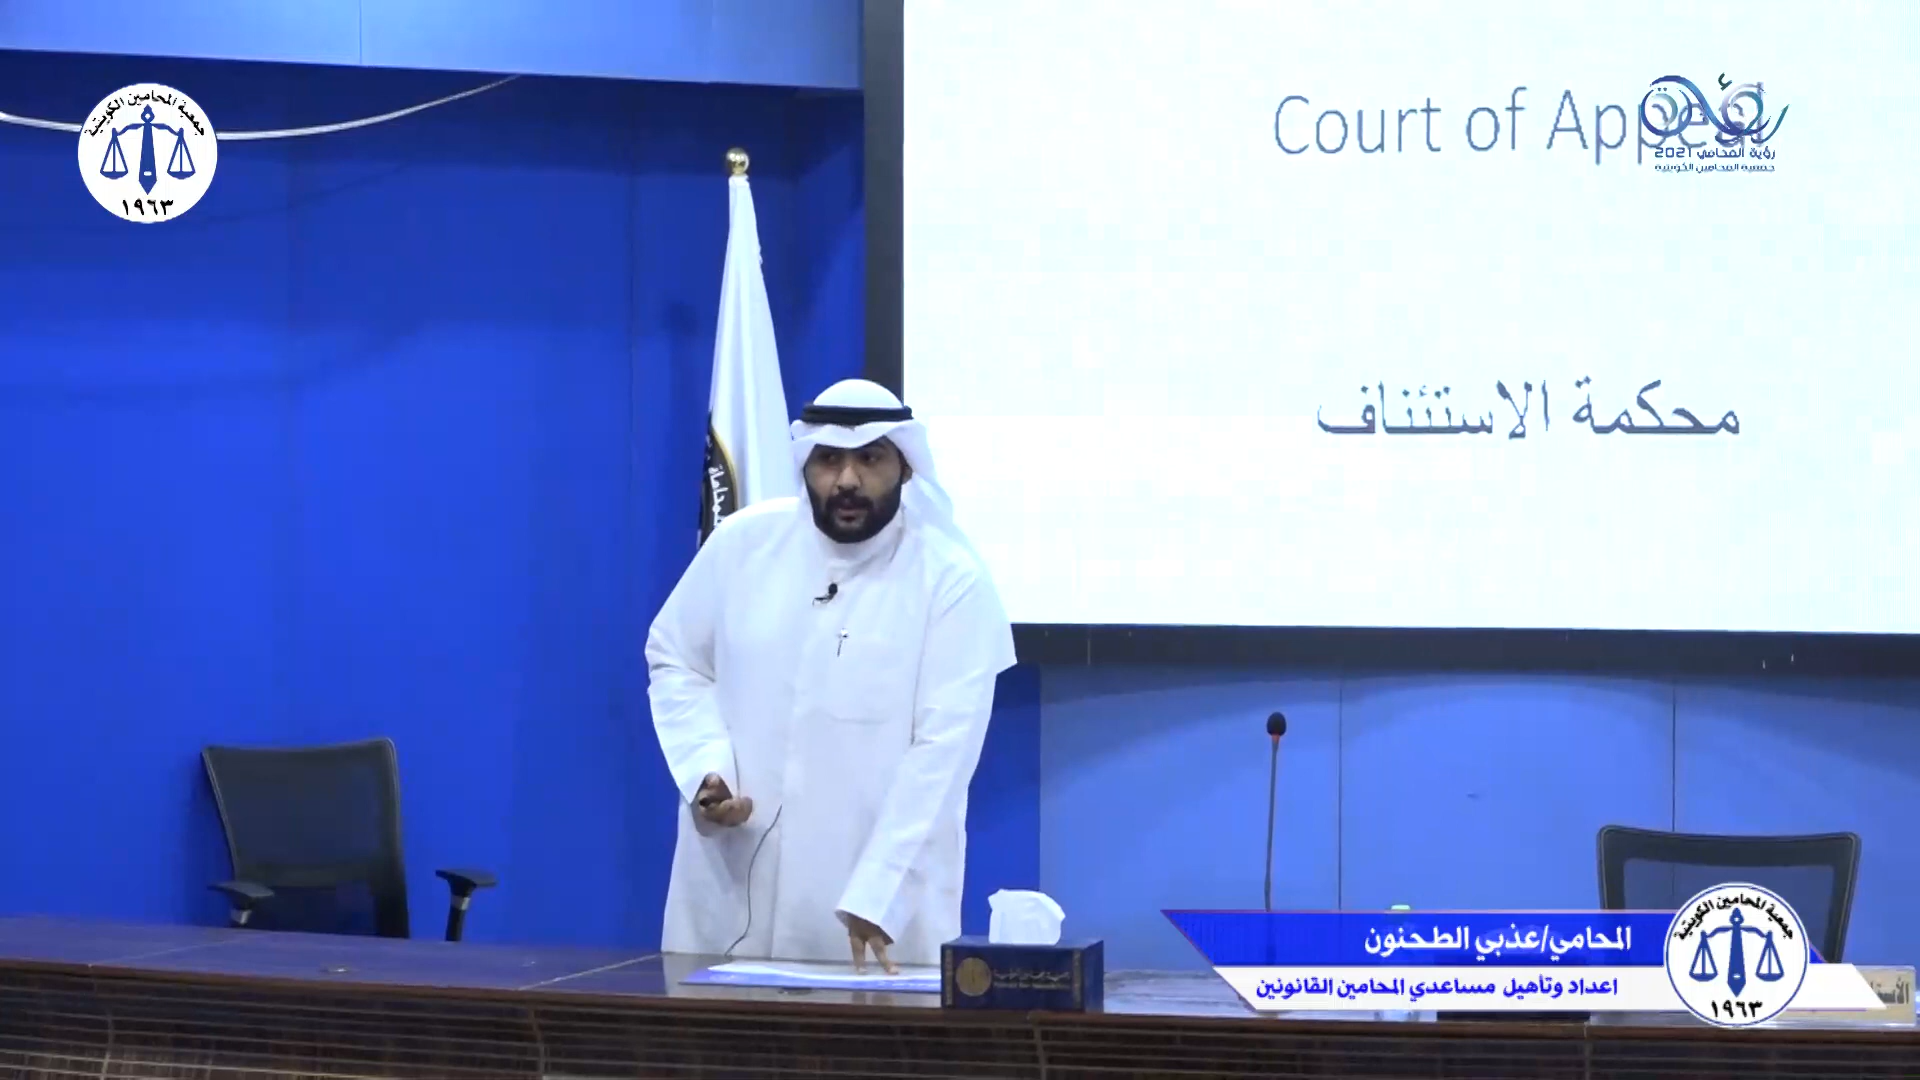 جمعية المحامين الكويتية
١٩٦٣
Court of Appeal
رؤية المحامي 2021
جمعية المحامين الكويتية
محكمة الاستئناف
المحامي/عذبي الطحنون
اعداد وتأهيل مساعدي المحامين القانونين
جمعية المحامين الكويتية
١٩٦٣